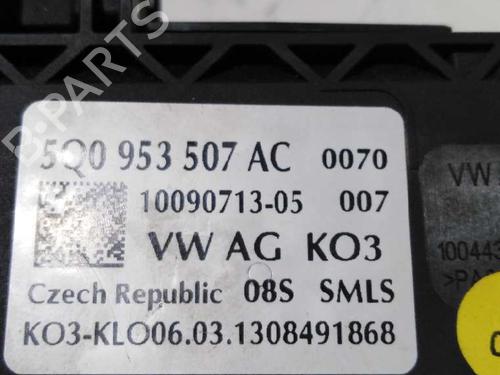 5Q0 953 507 AC 0070
10090713-05 007
VW AG KO3
Czech Republic 08S SMLS
KO3-KLO06.03.1308491868
VW
10044
>PA
B-PARTS